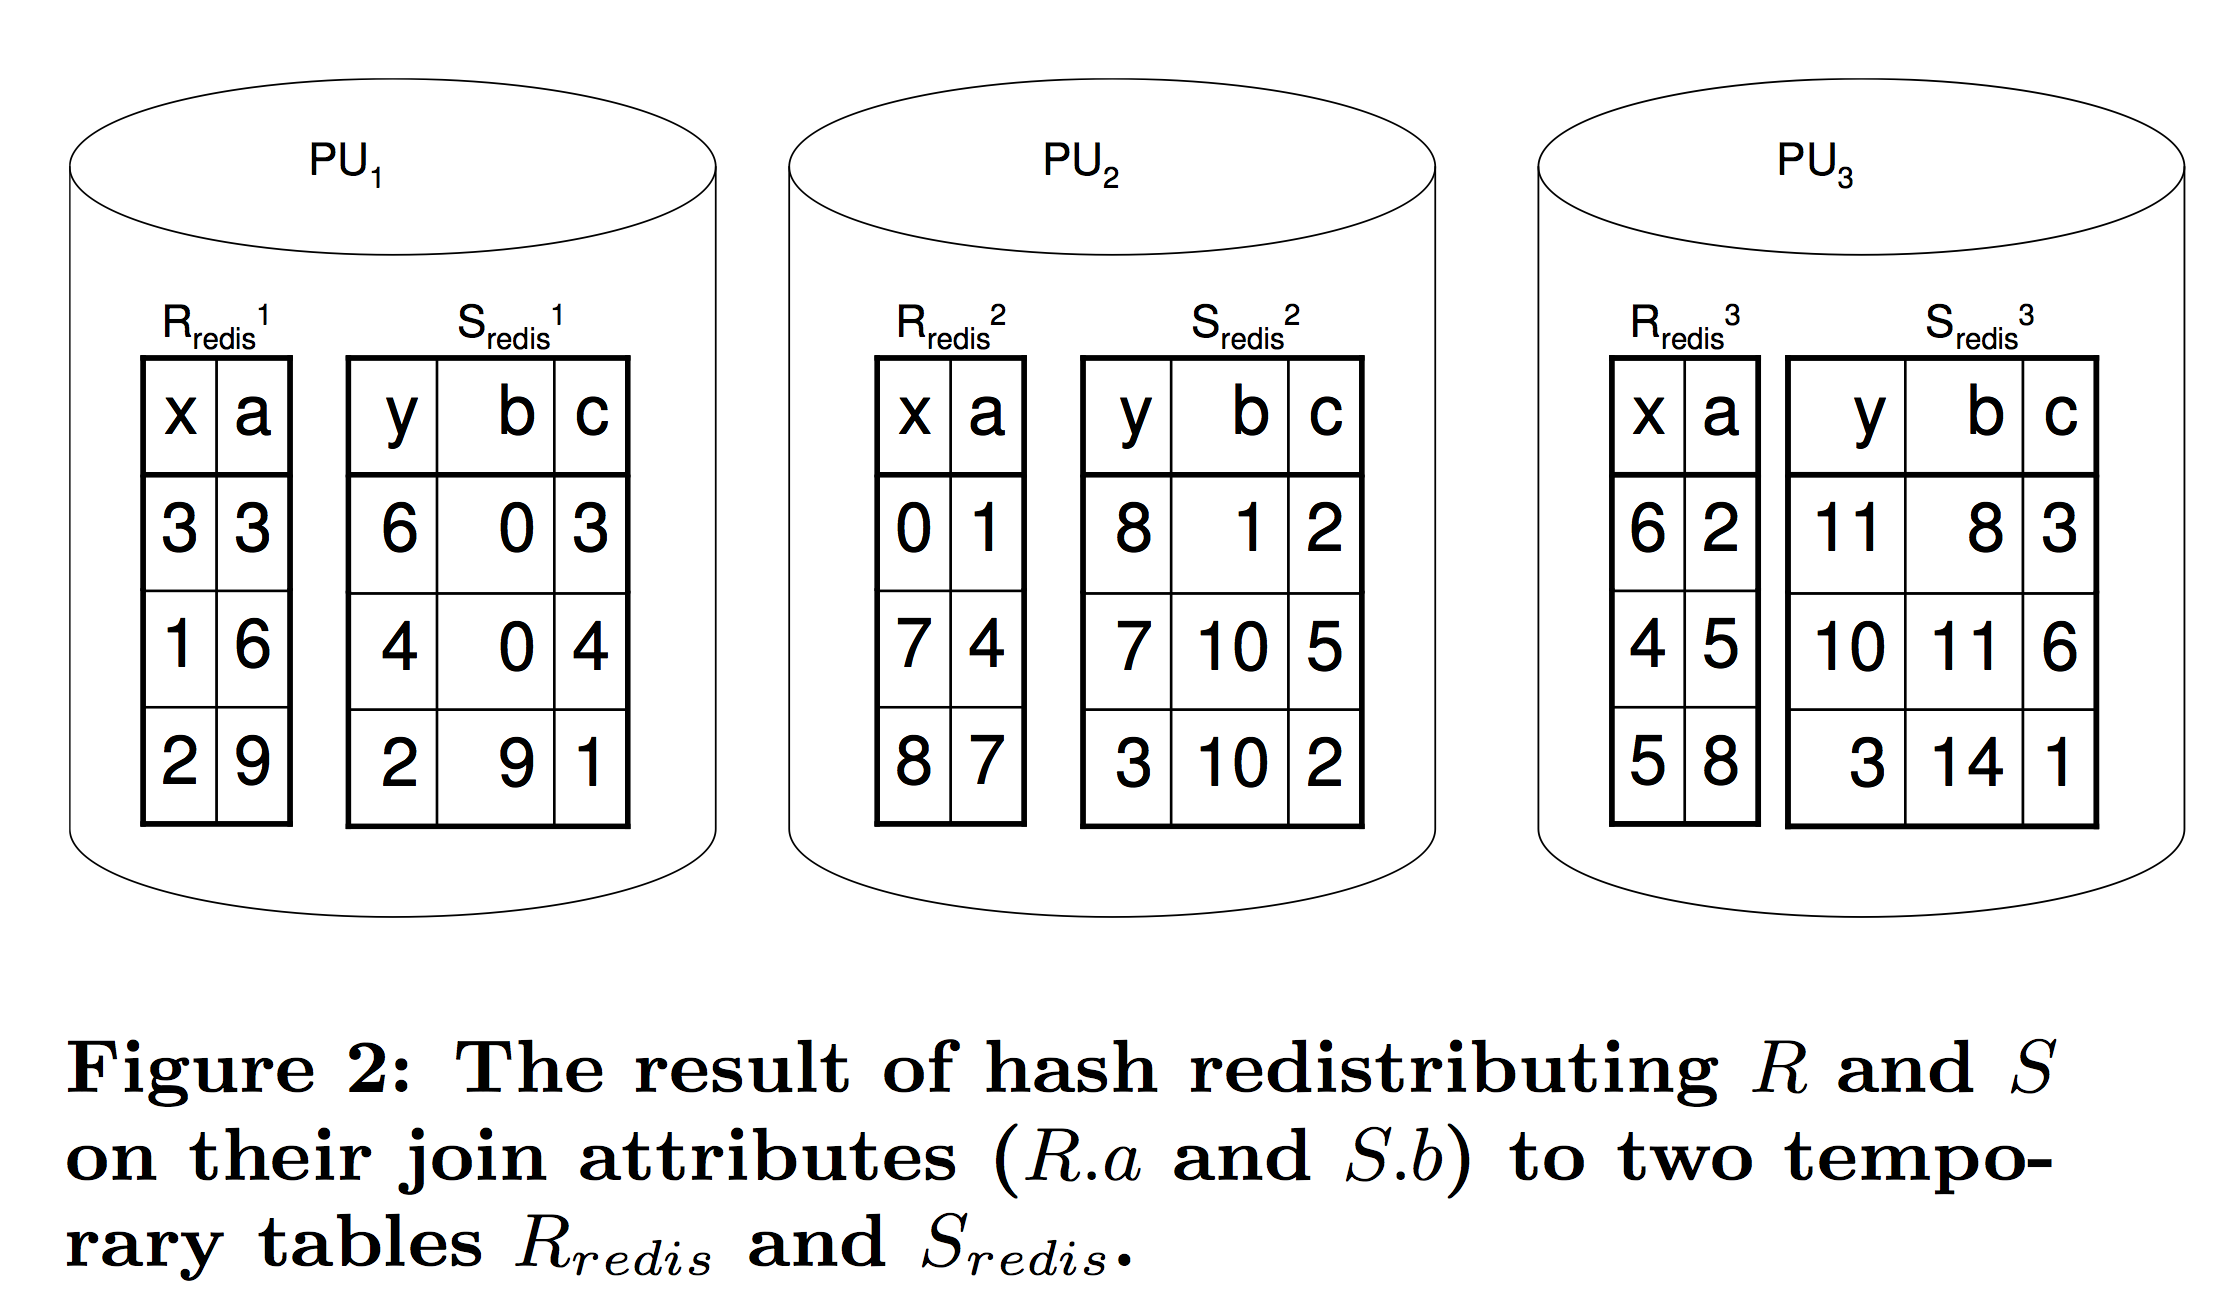 PU1 PU2 PU3
Rredis1 Sredis1 Rredis2 Sredis2 Rredis3 Sredis3
x a y b c x a y b c x a y b c
3 3 6 0 3 0 1 8 1 2 6 2 11 8 3
1 6 4 0 4 7 4 7 10 5 4 5 10 11 6
2 9 2 9 1 8 7 3 10 2 5 8 3 14 1
Figure 2: The result of hash redistributing R and S
on their join attributes (R.a and S.b) to two tempo-
rary tables Rredis and Sredis.